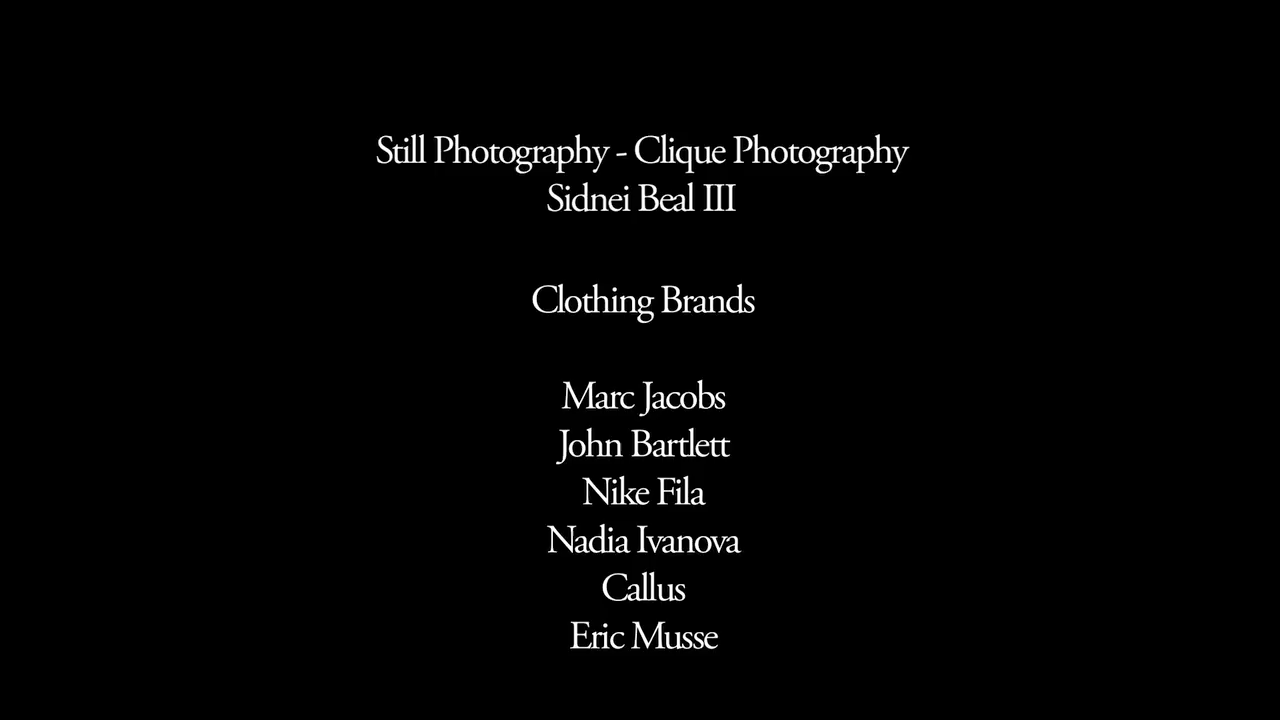 Still Photography - Clique Photography
Sidnei Beal III
Clothing Brands
Marc Jacobs
John Bartlett
Nike Fila
Nadia Ivanova
Callus
Eric Musse